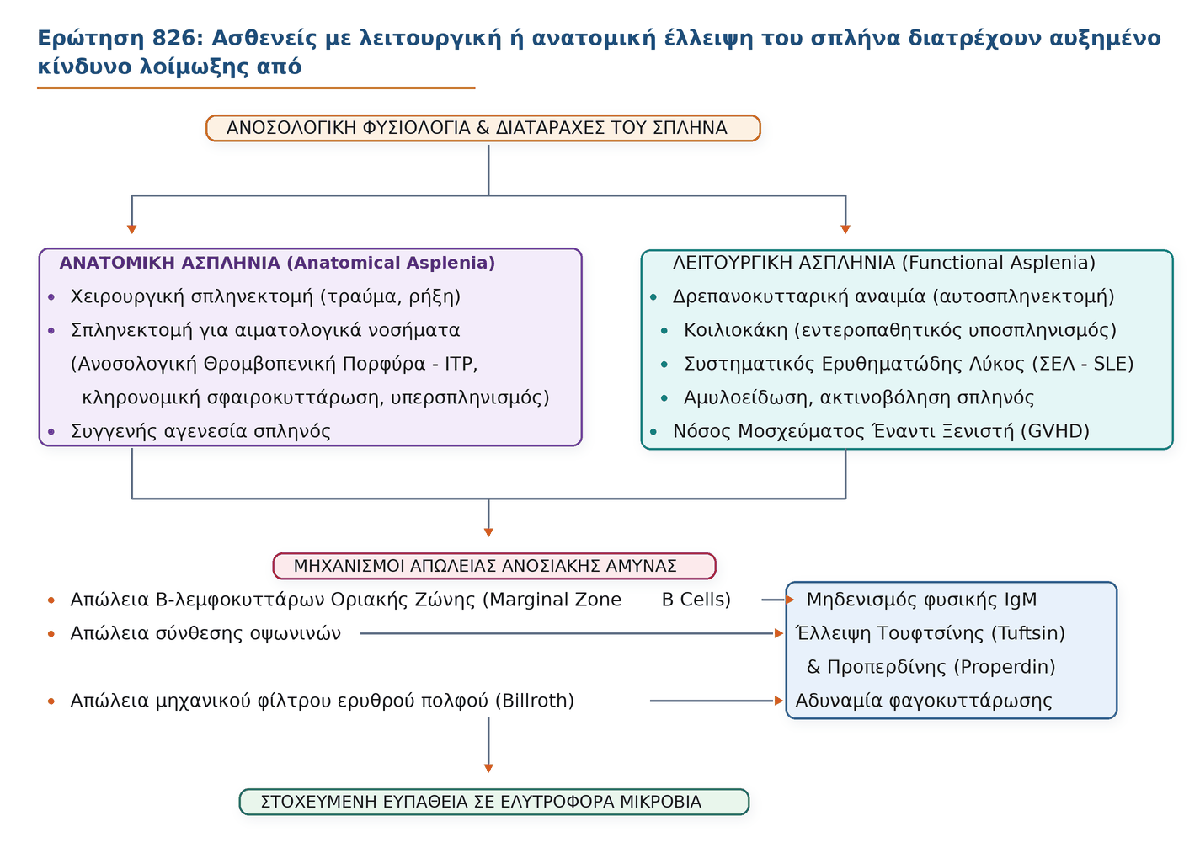 Ερώτηση 826: Ασθενείς με λειτουργική ή ανατομική έλλειψη του σπλήνα διατρέχουν αυξημένο
κίνδυνο λοίμωξης από
ΑΝΟΣΟΛΟΓΙΚΗ ΦΥΣΙΟΛΟΓΙΑ & ΔΙΑΤΑΡΑΧΕΣ ΤΟΥ ΣΠΛΗΝΑ
ΑΝΑΤΟΜΙΚΗ ΑΣΠΛΗΝΙΑ (Anatomical Asplenia)
• Χειρουργική σπληνεκτομή (τραύμα, ρήξη)
• Σπληνεκτομή για αιματολογικά νοσήματα
(Ανοσολογική Θρομβοπενική Πορφύρα - ITP,
κληρονομική σφαιροκυττάρωση, υπερσπληνισμός)
• Συγγενής αγενεσία σπληνός
ΛΕΙΤΟΥΡΓΙΚΗ ΑΣΠΛΗΝΙΑ (Functional Asplenia)
• Δρεπανοκυτταρική αναιμία (αυτοσπληνεκτομή)
• Κοιλιοκάκη (εντεροπαθητικός υποσπληνισμός)
• Συστηματικός Ερυθηματώδης Λύκος (ΣΕΛ - SLE)
• Αμυλοείδωση, ακτινοβόληση σπληνός
• Νόσος Μοσχεύματος Έναντι Ξενιστή (GVHD)
ΜΗΧΑΝΙΣΜΟΙ ΑΠΩΛΕΙΑΣ ΑΝΟΣΙΑΚΗΣ ΑΜΥΝΑΣ
• Απώλεια Β-λεμφοκυττάρων Οριακής Ζώνης (Marginal Zone B Cells) Μηδενισμός φυσικής IgM
• Απώλεια σύνθεσης οψωνινών Έλλειψη Τουφτσίνης (Tuftsin)
& Προπερδίνης (Properdin)
• Απώλεια μηχανικού φίλτρου ερυθρού πολφού (Billroth) Αδυναμία φαγοκυττάρωσης
ΣΤΟΧΕΥΜΕΝΗ ΕΥΠΑΘΕΙΑ ΣΕ ΕΛΥΤΡΟΦΟΡΑ ΜΙΚΡΟΒΙΑ